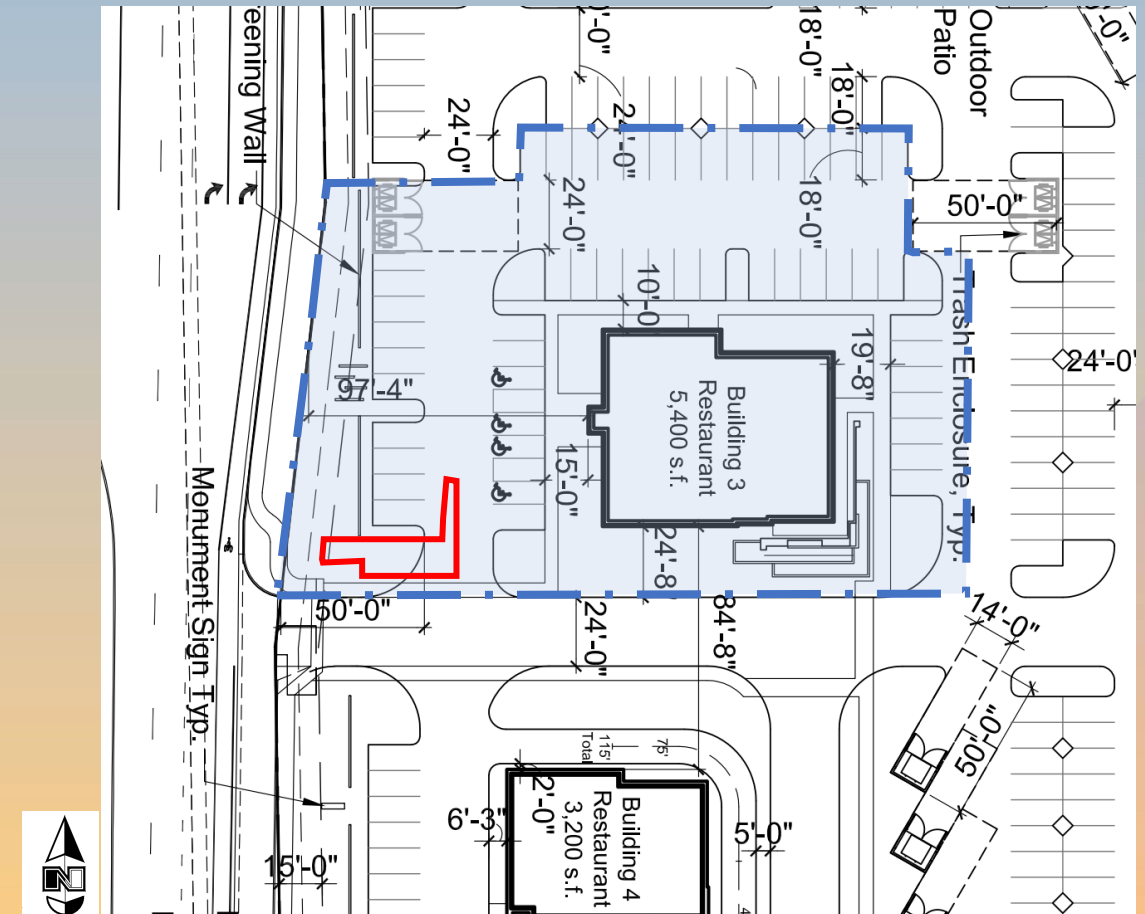 Outdoor
Patio
18'-0"
18'-0"
24'-0"
24'-0"
eening Wall
24'-0"
18'-0"
50'-0"
10'-0
Trash Enclosure, Typ.
24'-0"
19'-8"
97'-4"
Building 3
Restaurant
5,400 s.f.
15'-0"
24'-8
Monument Sign Typ.
50'-0"
24'-0"
84'-8"
14'-0"
50'-0"
75'
115'
Total
2'-0"
6'-3"
Building 4
Restaurant
3,200 s.f.
5'-0"
15'-0"
N